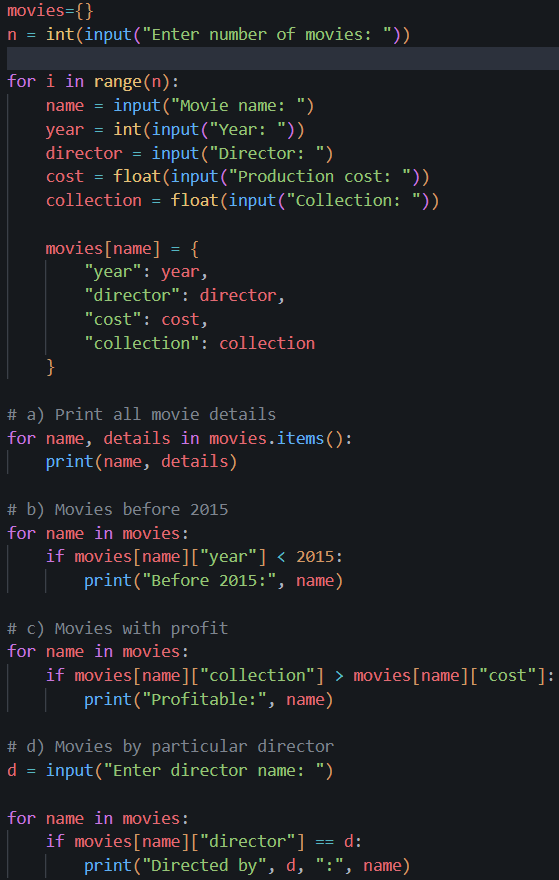 movies={}
n = int(input("Enter number of movies: "))
for i in range(n):
    name = input("Movie name: ")
    year = int(input("Year: "))
    director = input("Director: ")
    cost = float(input("Production cost: "))
    collection = float(input("Collection: "))
    movies[name] = {
        "year": year,
        "director": director,
        "cost": cost,
        "collection": collection
    }
# a) Print all movie details
for name, details in movies.items():
    print(name, details)
# b) Movies before 2015
for name in movies:
    if movies[name]["year"] < 2015:
        print("Before 2015:", name)
# c) Movies with profit
for name in movies:
    if movies[name]["collection"] > movies[name]["cost"]:
        print("Profitable:", name)
# d) Movies by particular director
d = input("Enter director name: ")
for name in movies:
    if movies[name]["director"] == d:
        print("Directed by", d, ":", name)